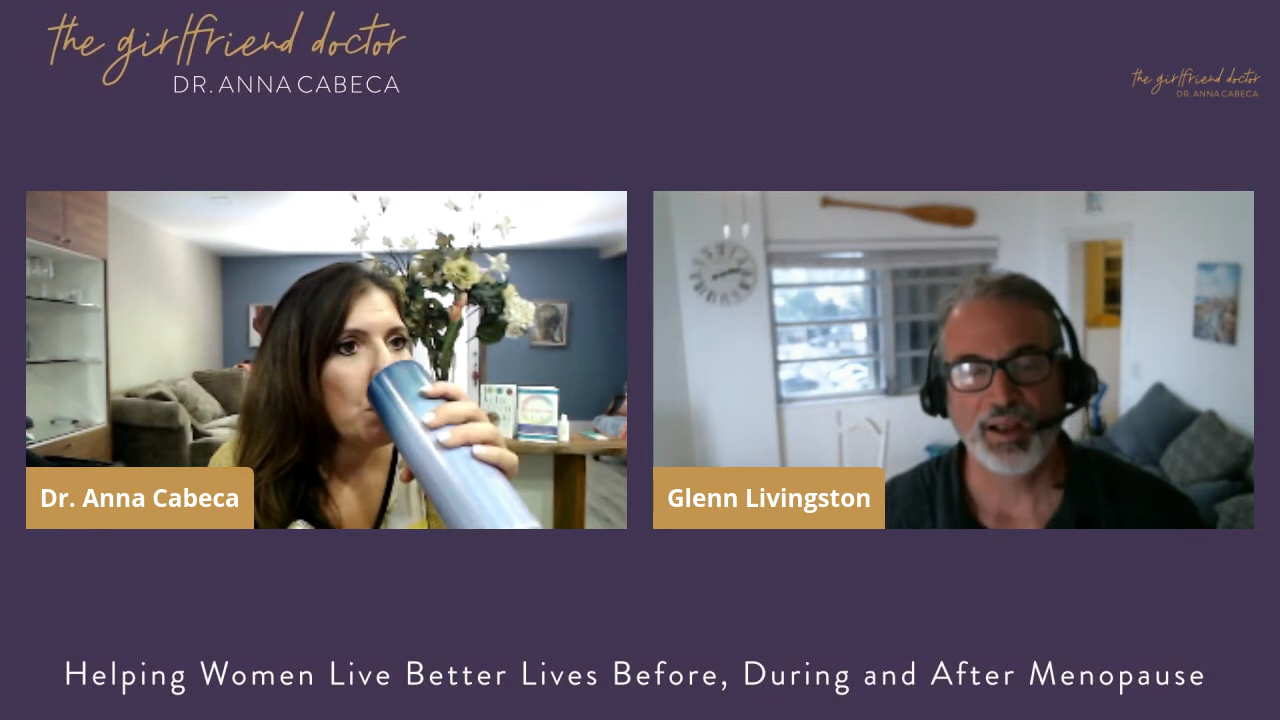 the girlfriend doctor
DR. ANNA CABECA
the girlfriend doctor
DR. ANNA CABECA
Dr. Anna Cabeca
Glenn Livingston
Helping Women Live Better Lives Before, During and After Menopause